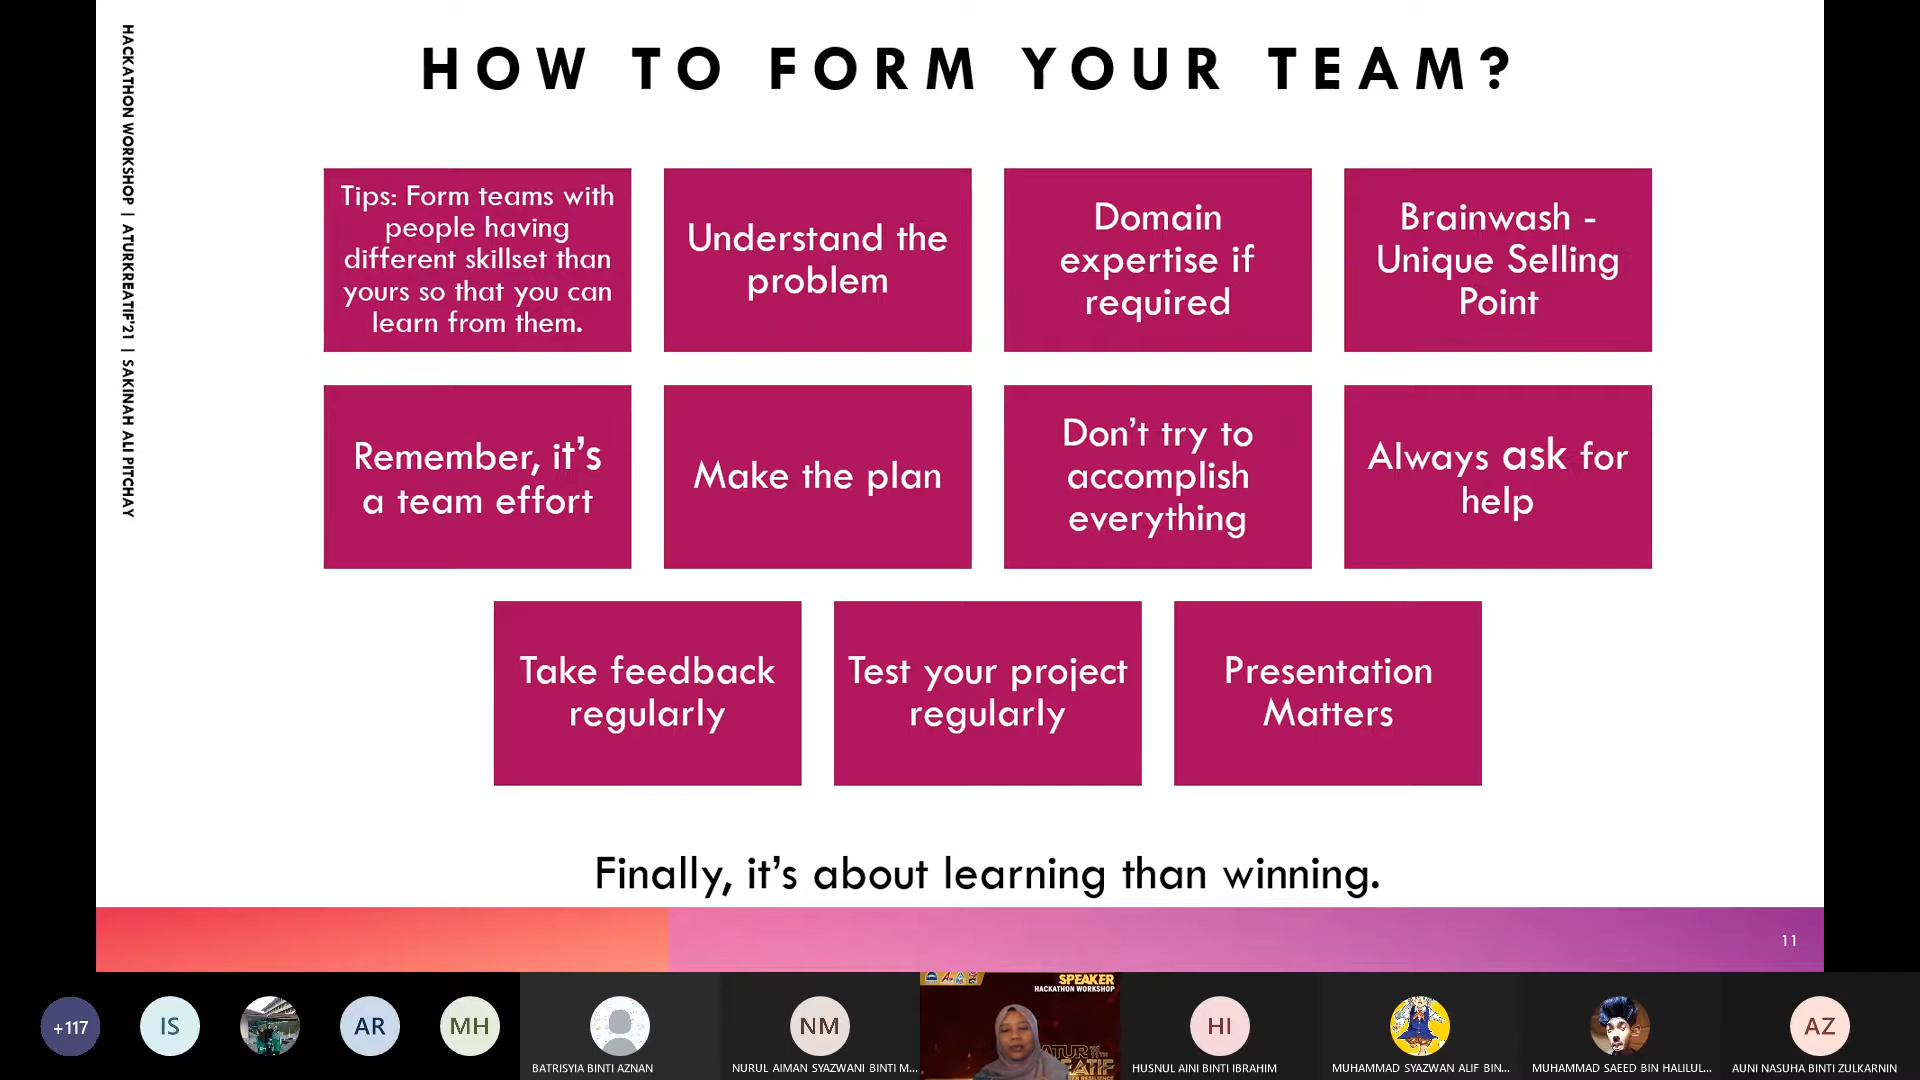 HACKATHON WORKSHOP | ATURKREATIF'21 | SAKINAH ALI PITCHAY
HOW TO FORM YOUR TEAM?
Tips: Form teams with
people having
different skillset than
yours so that you can
learn from them.
Understand the
problem
Domain
expertise if
required
Brainwash -
Unique Selling
Point
Remember, it's
a team effort
Make the plan
Don't try to
accomplish
everything
Always ask for
help
Take feedback
regularly
Test your project
regularly
Presentation
Matters
Finally, it's about learning than winning.
11
+117
IS
AR
MH
BATRISYIA BINTI AZNAN
NM
NURUL AIMAN SYAZWANI BINTI M...
SPEAKER
HACKATHON WORKSHOP
HI
HUSNUL AINI BINTI IBRAHIM
MUHAMMAD SYAZWAN ALIF BIN...
MUHAMMAD SAEED BIN HALILUL...
AZ
AUNI NASUHA BINTI ZULKARNIN